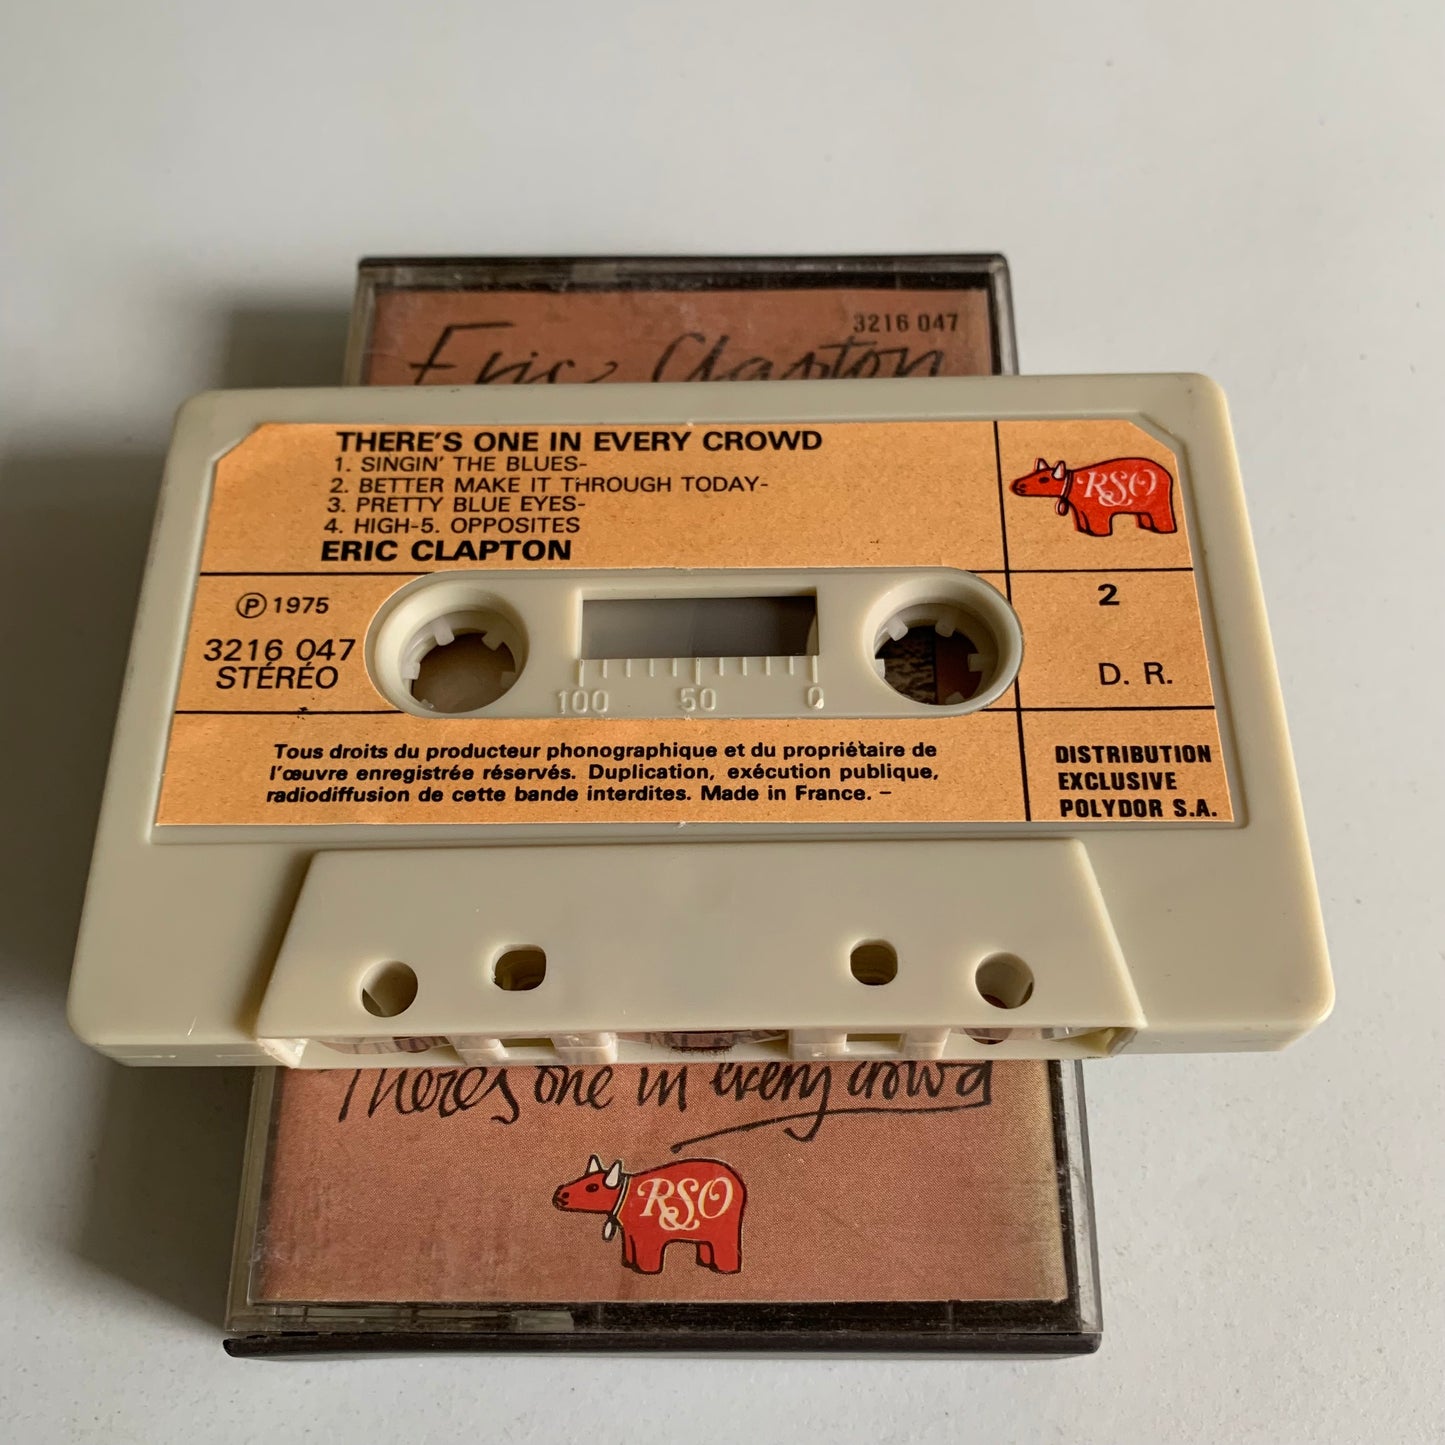 3216 047
Eric Clapton
THERE'S ONE IN EVERY CROWD
1. SINGIN' THE BLUES-
2. BETTER MAKE IT THROUGH TODAY-
3. PRETTY BLUE EYES-
4. HIGH-5. OPPOSITES
ERIC CLAPTON
RSO
Ⓟ 1975
3216 047
STÉRÉO
100 50 0
2
D. R.
Tous droits du producteur phonographique et du propriétaire de
l'œuvre enregistrée réservés. Duplication, exécution publique,
radiodiffusion de cette bande interdites. Made in France. –
DISTRIBUTION
EXCLUSIVE
POLYDOR S.A.
There's one in every crowd
RSO